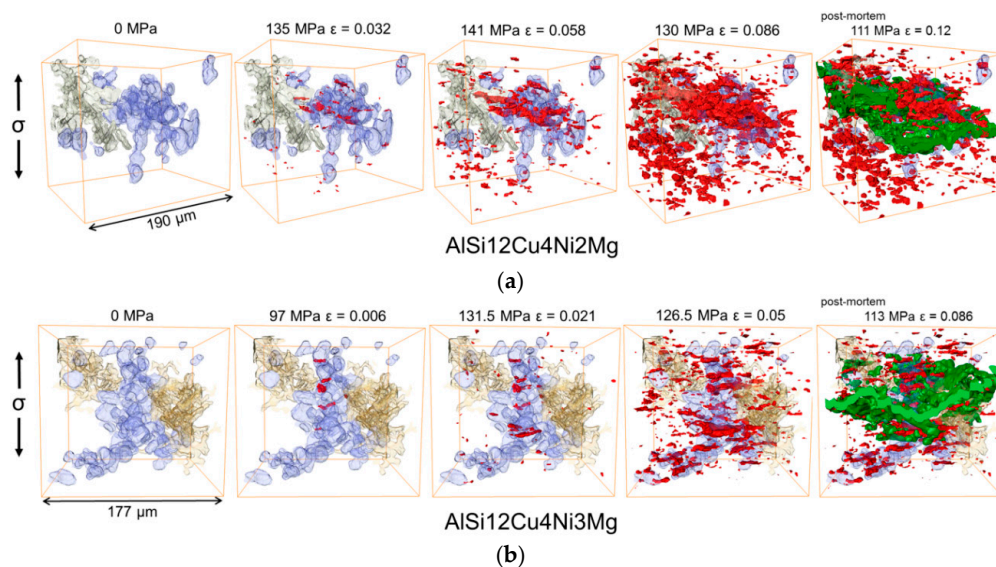 0 MPa
135 MPa ε = 0.032
141 MPa ε = 0.058
130 MPa ε = 0.086
post-mortem
111 MPa ε = 0.12
σ
190 μm
AlSi12Cu4Ni2Mg
(a)
0 MPa
97 MPa ε = 0.006
131.5 MPa ε = 0.021
126.5 MPa ε = 0.05
post-mortem
113 MPa ε = 0.086
σ
177 μm
AlSi12Cu4Ni3Mg
(b)